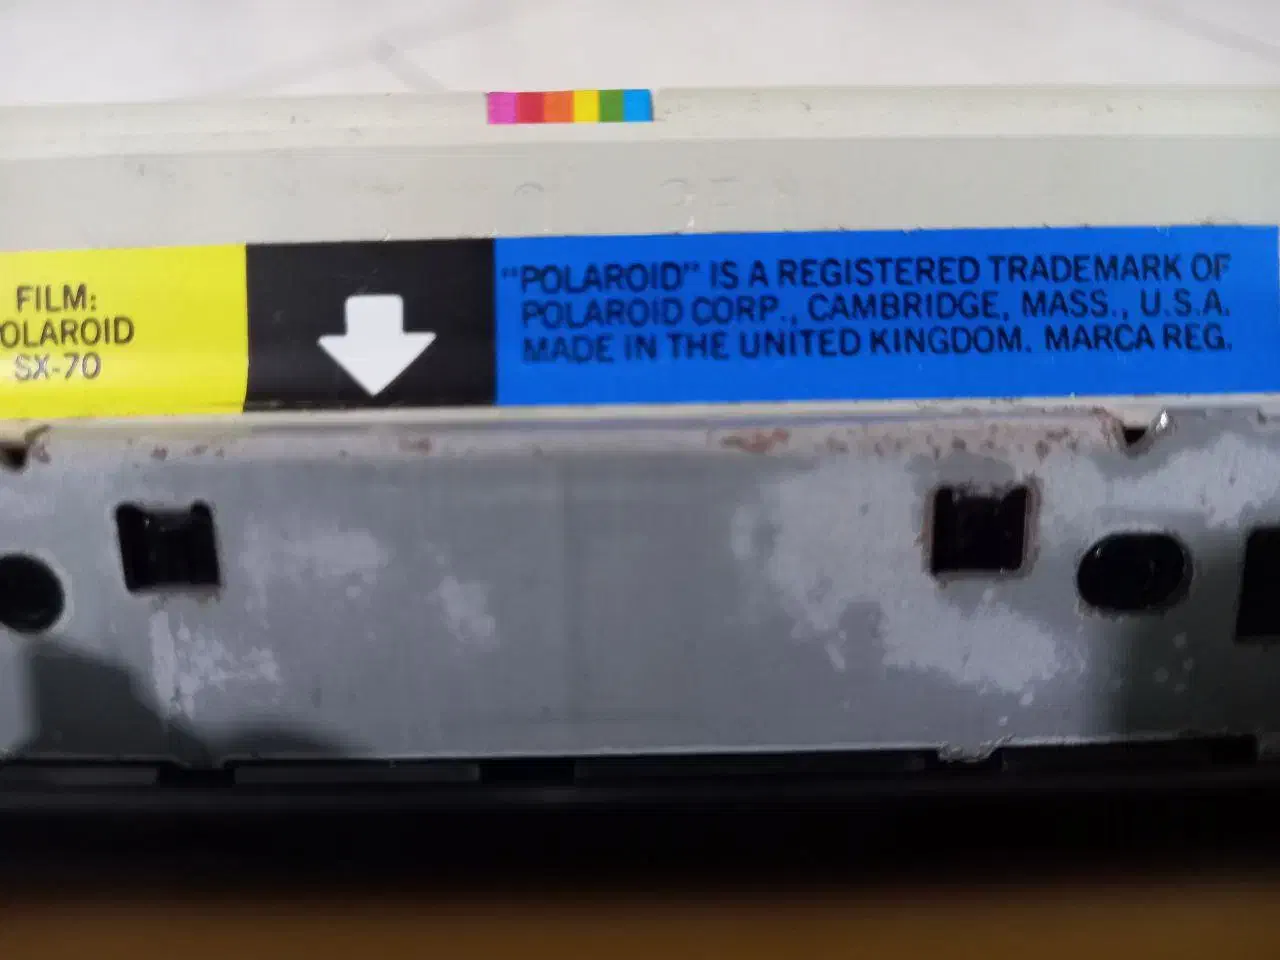 FILM:
OLAROID
SX-70
"POLAROID" IS A REGISTERED TRADEMARK OF
POLAROID CORP., CAMBRIDGE, MASS., U.S.A.
MADE IN THE UNITED KINGDOM. MARCA REG.